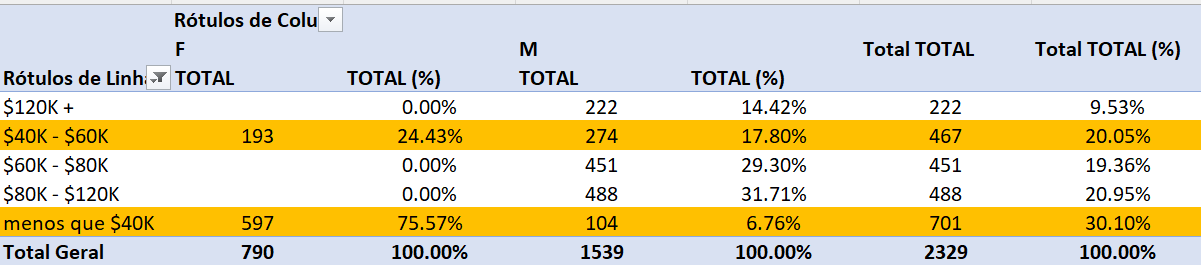 Rótulos de Colu
F M Total TOTAL Total TOTAL (%)
Rótulos de Linha TOTAL TOTAL (%) TOTAL TOTAL (%)
$120K + 0.00% 222 14.42% 222 9.53%
$40K - $60K 193 24.43% 274 17.80% 467 20.05%
$60K - $80K 0.00% 451 29.30% 451 19.36%
$80K - $120K 0.00% 488 31.71% 488 20.95%
menos que $40K 597 75.57% 104 6.76% 701 30.10%
Total Geral 790 100.00% 1539 100.00% 2329 100.00%